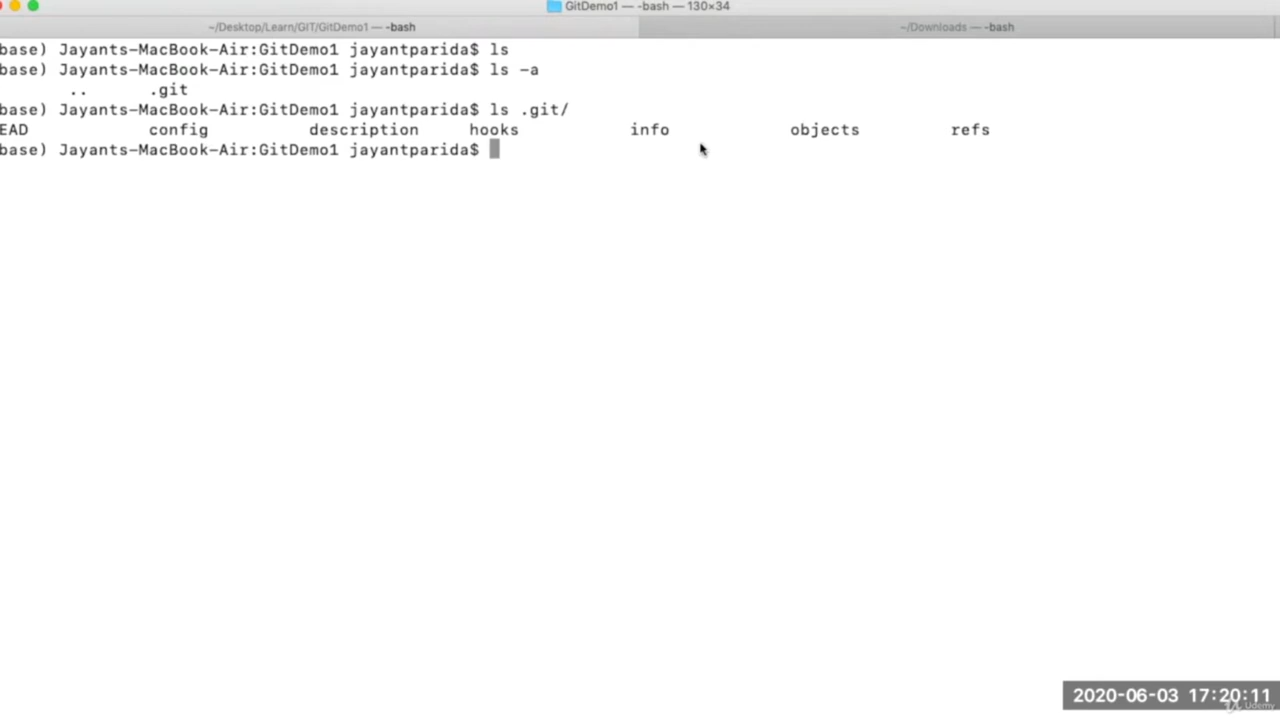 GitDemo1 — -bash — 130×34
~/Desktop/Learn/GIT/GitDemo1 — -bash ~/Downloads — -bash
base) Jayants-MacBook-Air:GitDemo1 jayantparida$ ls
base) Jayants-MacBook-Air:GitDemo1 jayantparida$ ls -a
.. .git
base) Jayants-MacBook-Air:GitDemo1 jayantparida$ ls .git/
EAD config description hooks info objects refs
base) Jayants-MacBook-Air:GitDemo1 jayantparida$
2020-06-03 17:20:11
Udemy